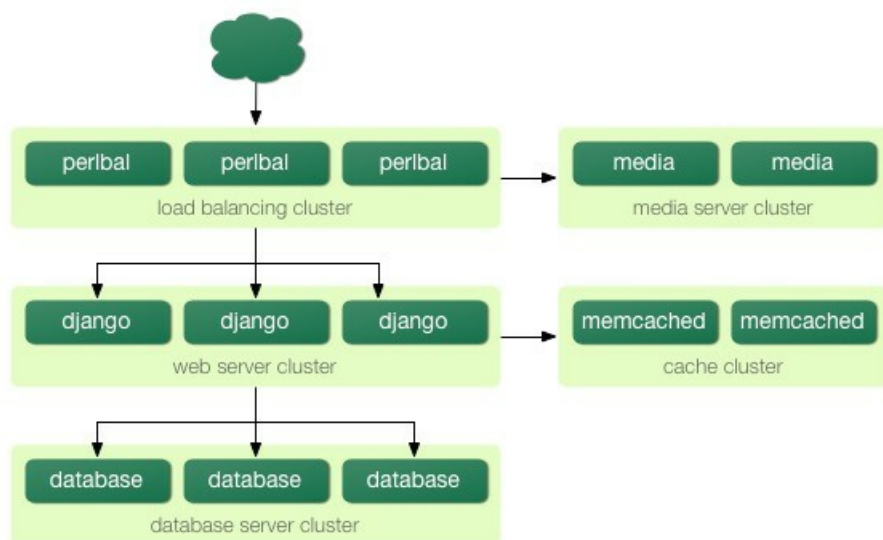 perlbal perlbal perlbal
load balancing cluster
media media
media server cluster
django django django
web server cluster
memcached memcached
cache cluster
database database database
database server cluster